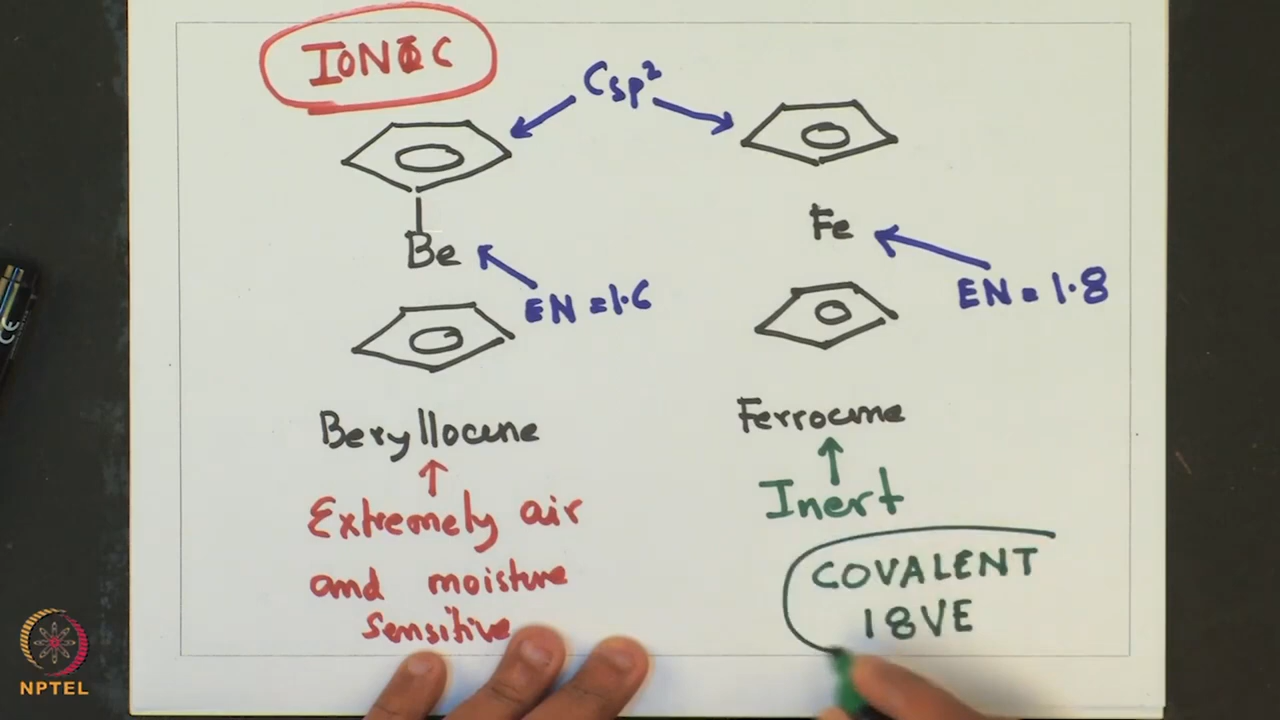 IONIC
Csp²
Be
EN = 1.6
Fe
EN = 1.8
Beryllocene
Ferrocene
Extremely air
and moisture
sensitive
Inert
COVALENT
18VE
NPTEL